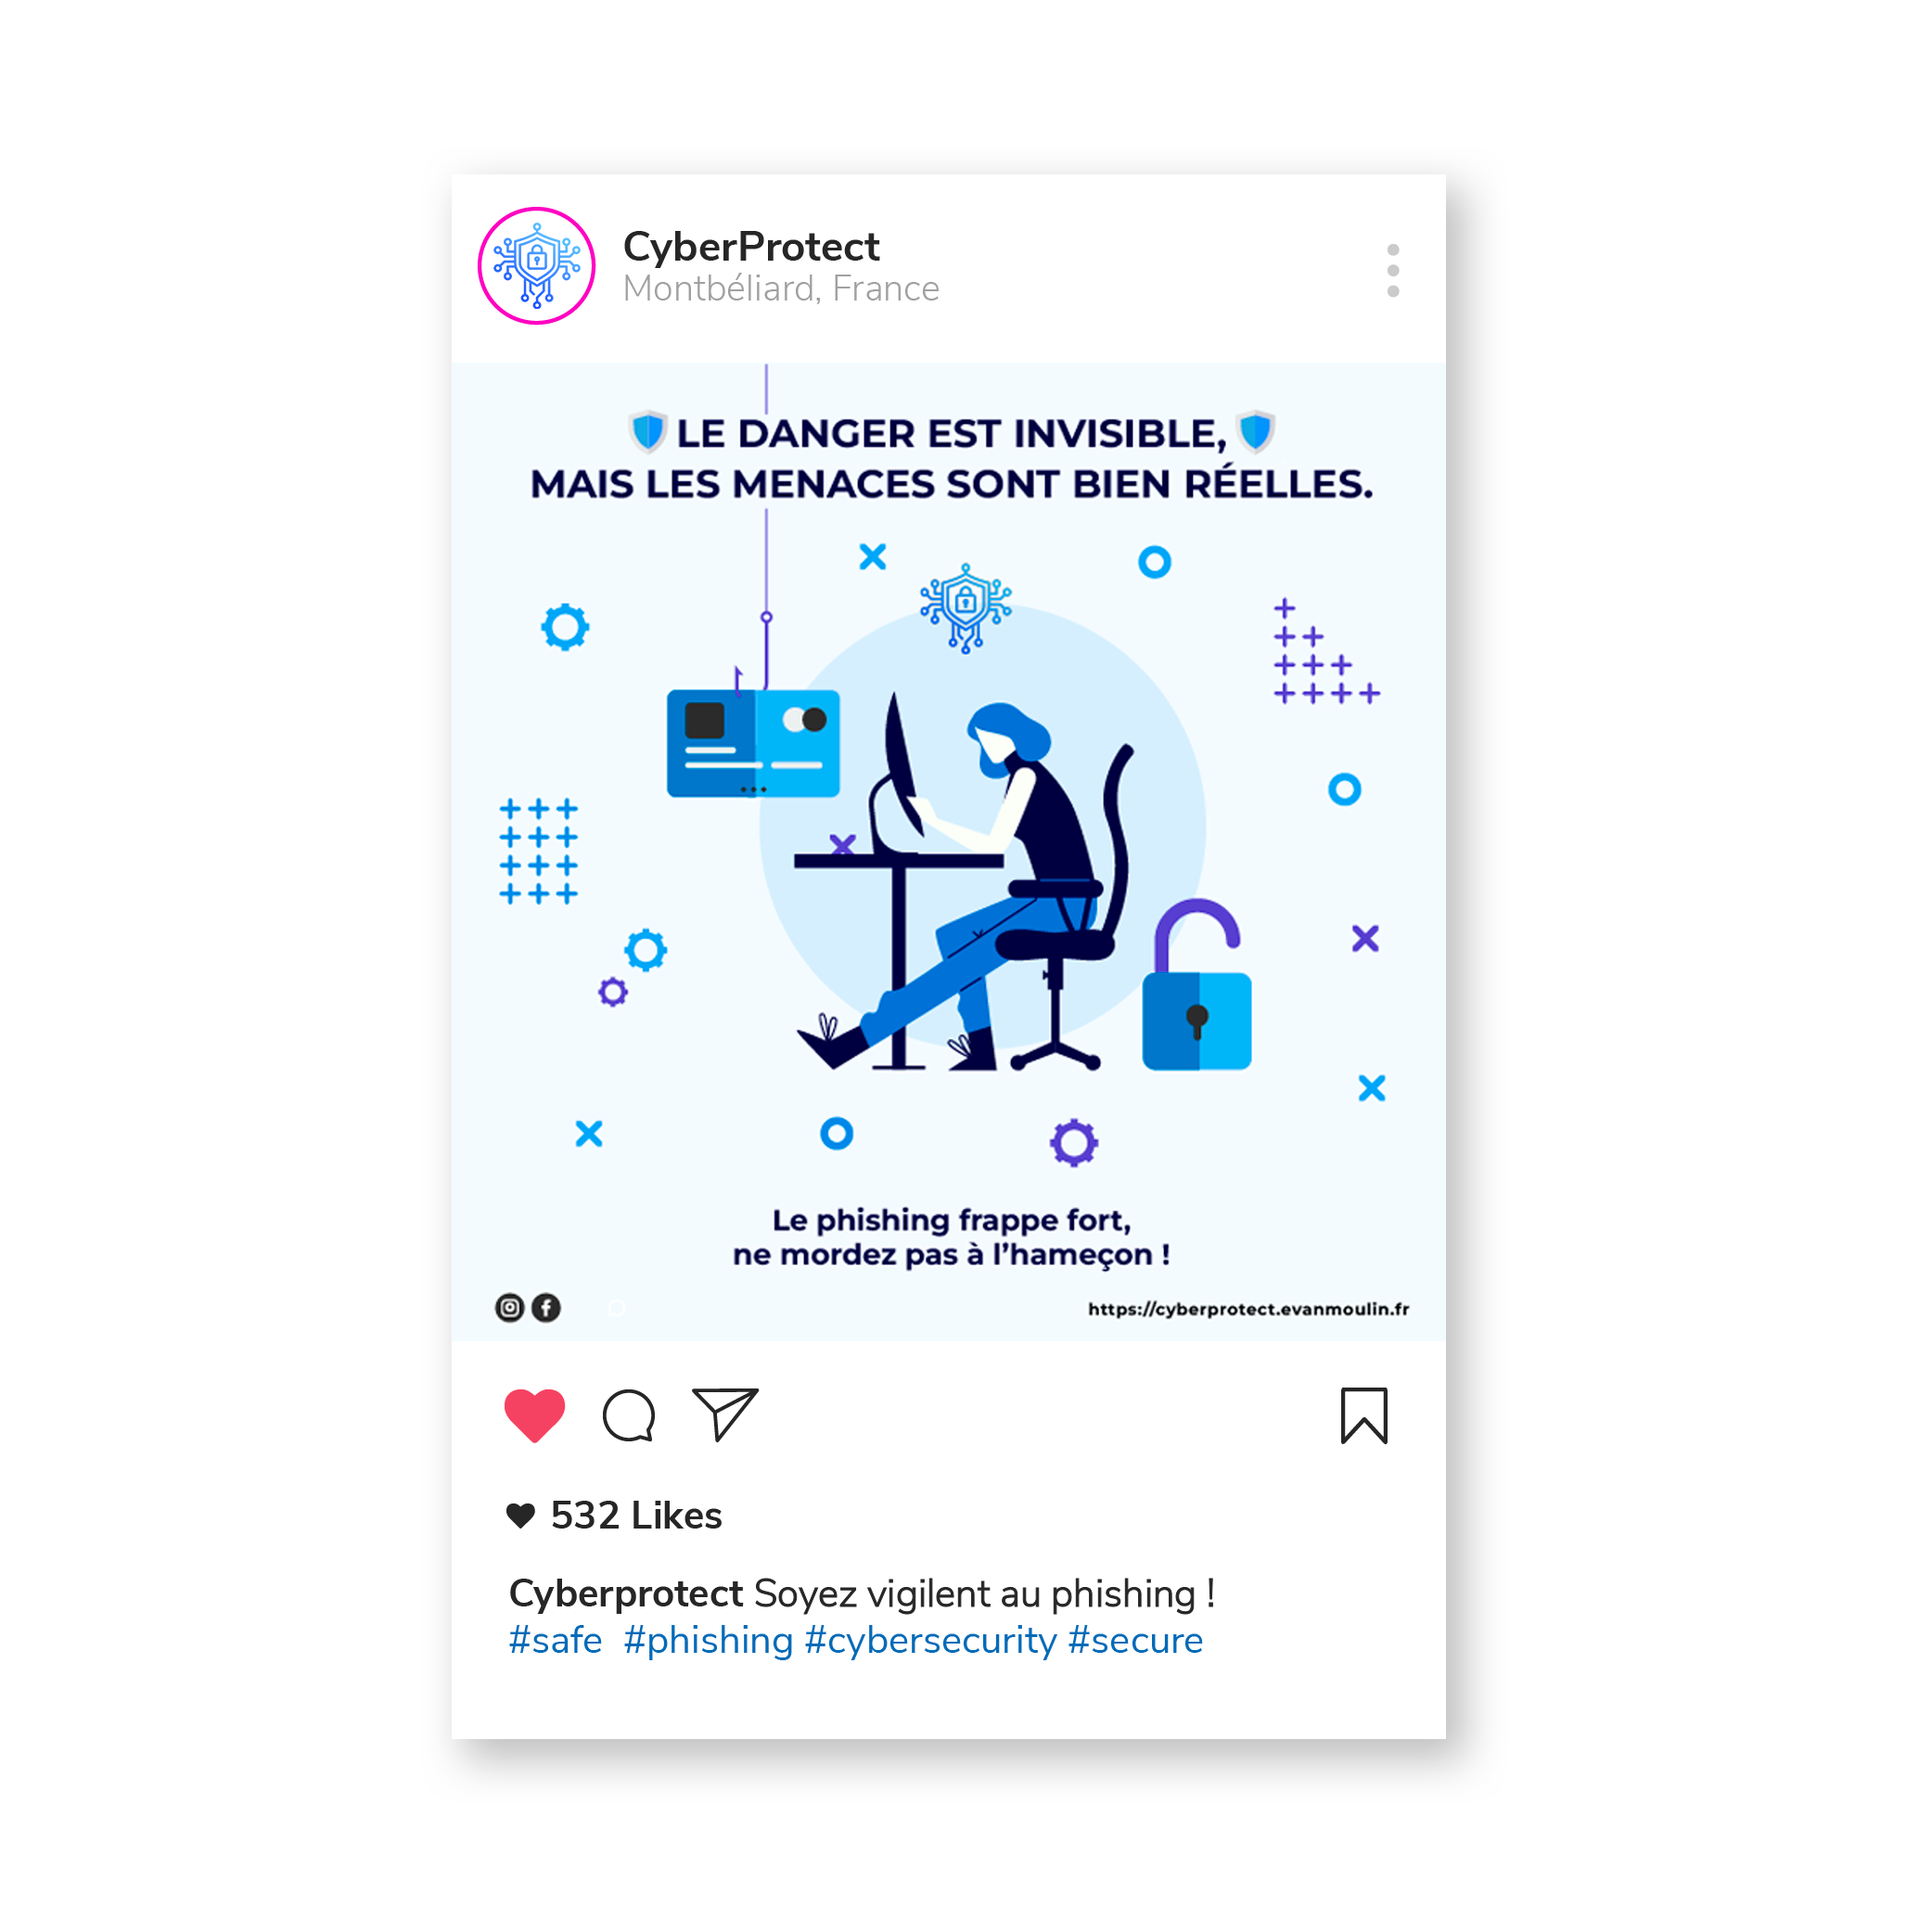 CyberProtect
Montbéliard, France
LE DANGER EST INVISIBLE,
MAIS LES MENACES SONT BIEN RÉELLES.
Le phishing frappe fort,
ne mordez pas à l’hameçon !
https://cyberprotect.evanmoulin.fr
532 Likes
Cyberprotect Soyez vigilent au phishing !
#safe  #phishing #cybersecurity #secure